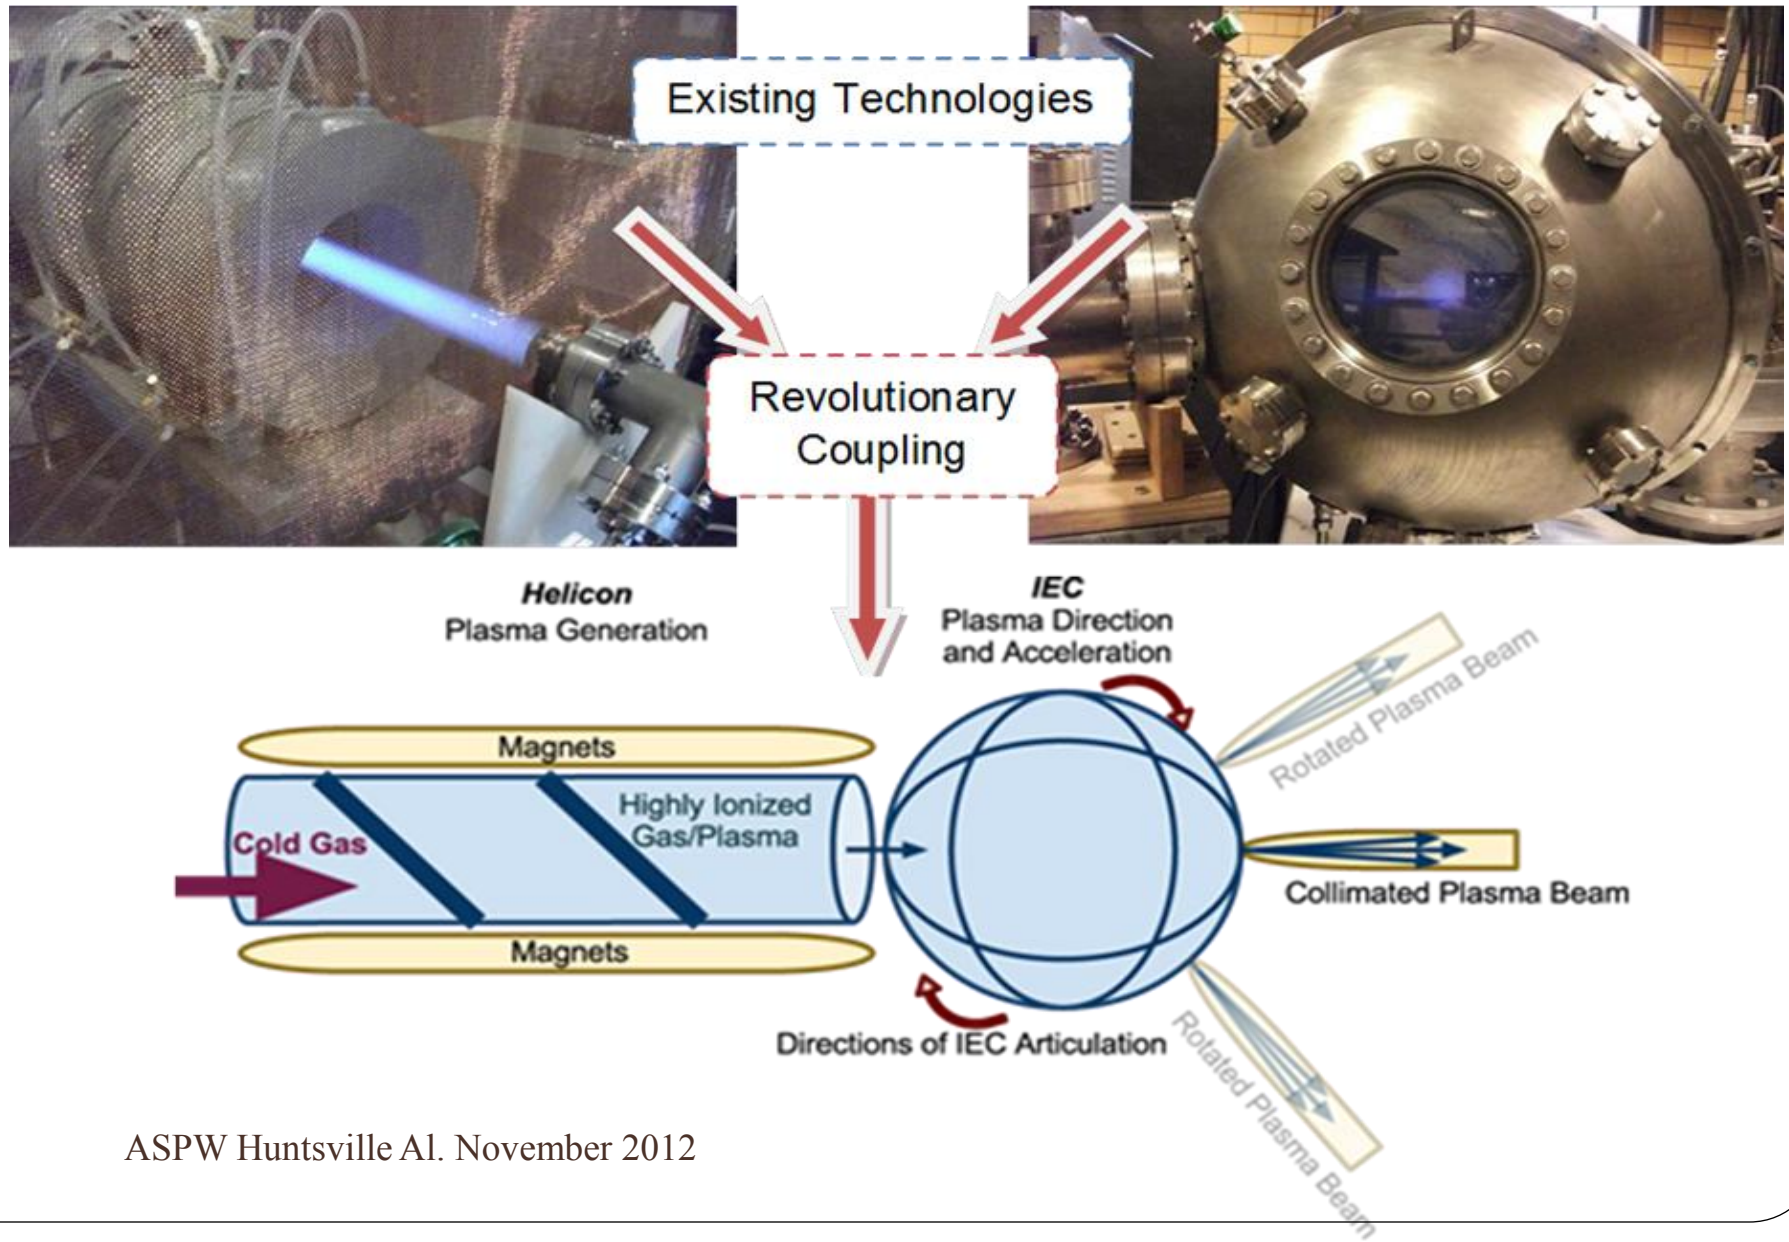 Existing Technologies
Revolutionary
Coupling
Helicon
Plasma Generation
IEC
Plasma Direction
and Acceleration
Magnets
Highly Ionized
Gas/Plasma
Cold Gas
Magnets
Rotated Plasma Beam
Collimated Plasma Beam
Rotated Plasma Beam
Directions of IEC Articulation
ASPW Huntsville Al. November 2012